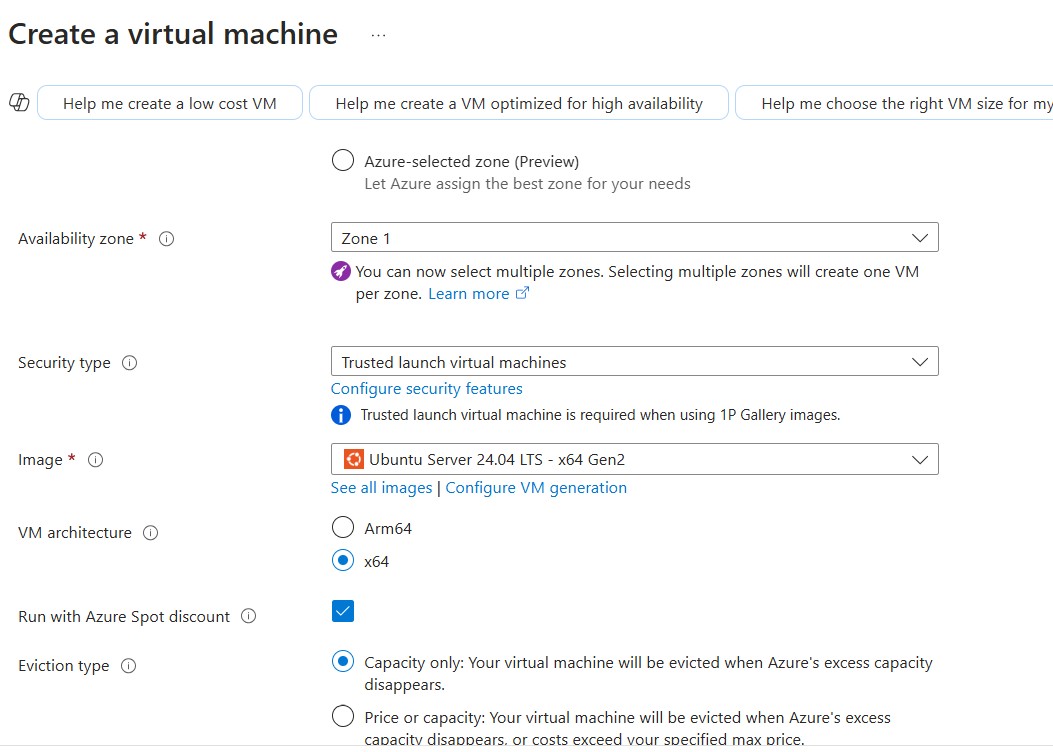 Create a virtual machine ...
Help me create a low cost VM
Help me create a VM optimized for high availability
Help me choose the right VM size for my
Azure-selected zone (Preview)
Let Azure assign the best zone for your needs
Availability zone *
Zone 1
You can now select multiple zones. Selecting multiple zones will create one VM
per zone. Learn more
Security type
Trusted launch virtual machines
Configure security features
Trusted launch virtual machine is required when using 1P Gallery images.
Image *
Ubuntu Server 24.04 LTS - x64 Gen2
See all images | Configure VM generation
VM architecture
Arm64
x64
Run with Azure Spot discount
Eviction type
Capacity only: Your virtual machine will be evicted when Azure's excess capacity
disappears.
Price or capacity: Your virtual machine will be evicted when Azure's excess
capacity disappears, or costs exceed your specified max price.